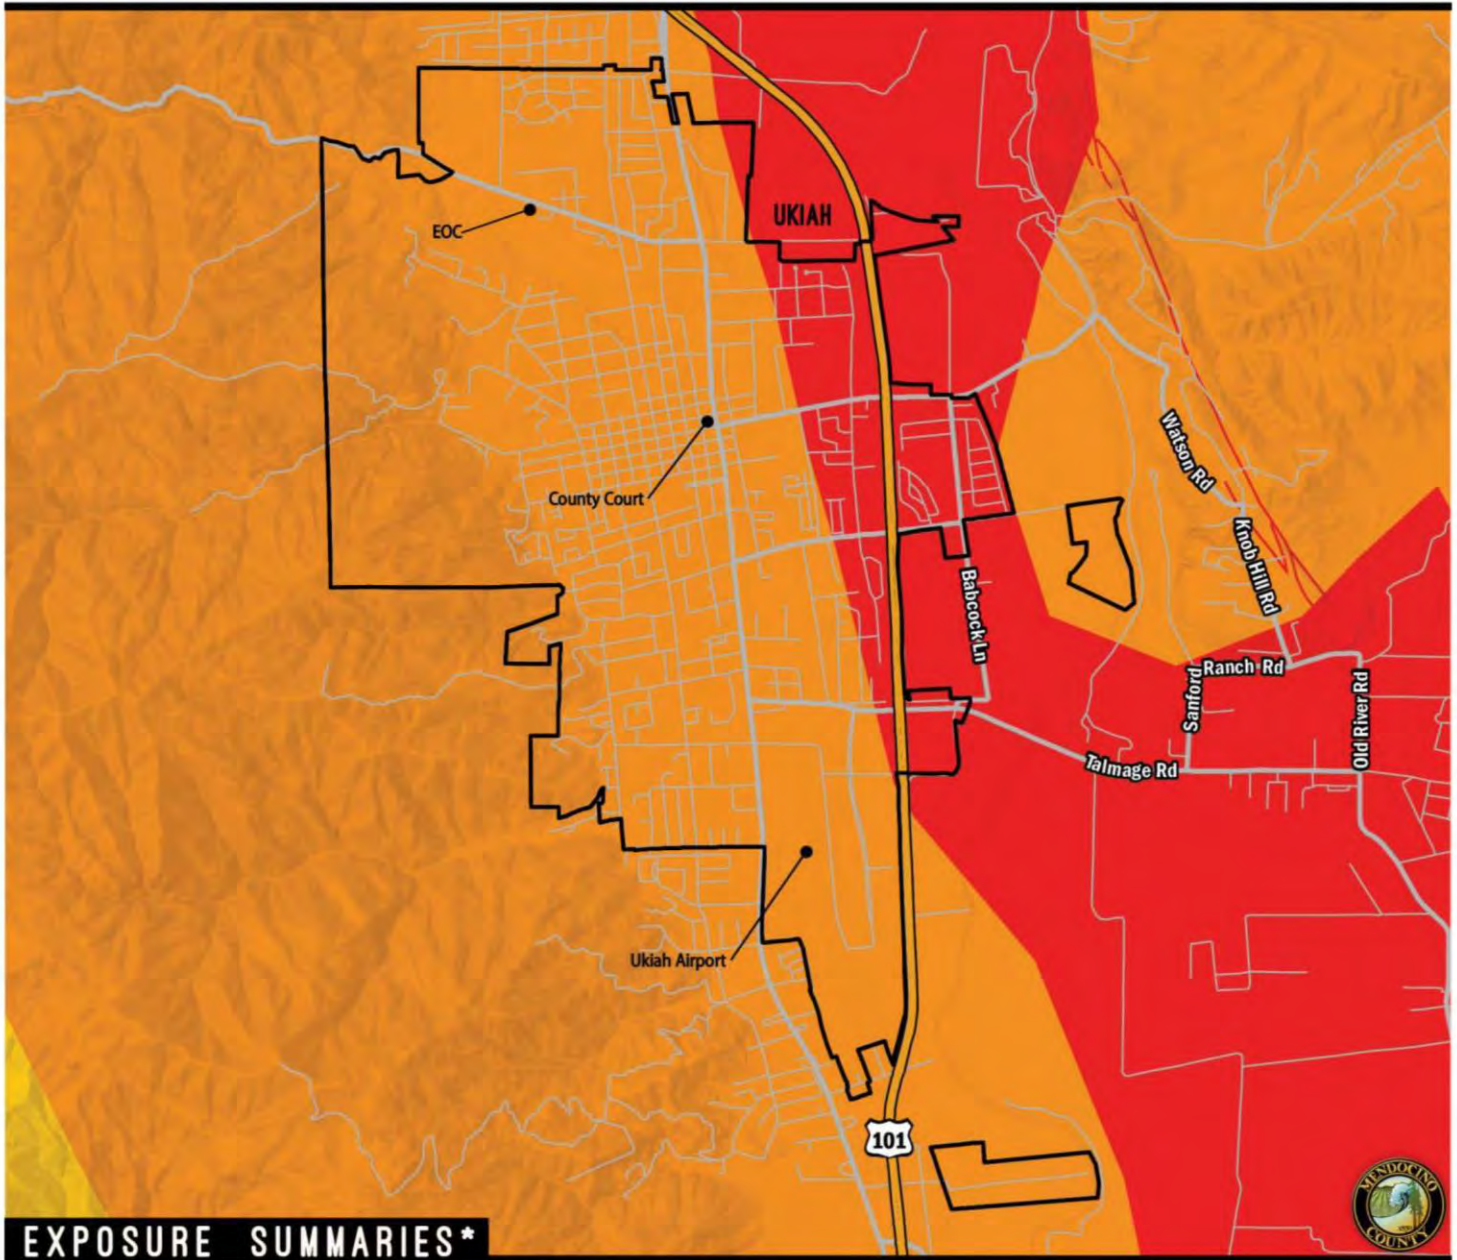 UKIAH
EOC
County Court
Watson Rd
Knob Hill Rd
Babcock Ln
Ranch Rd
Sanford
Old River Rd
Talmage Rd
Ukiah Airport
101
MENDOCINO
COUNTY
EXPOSURE SUMMARIES*